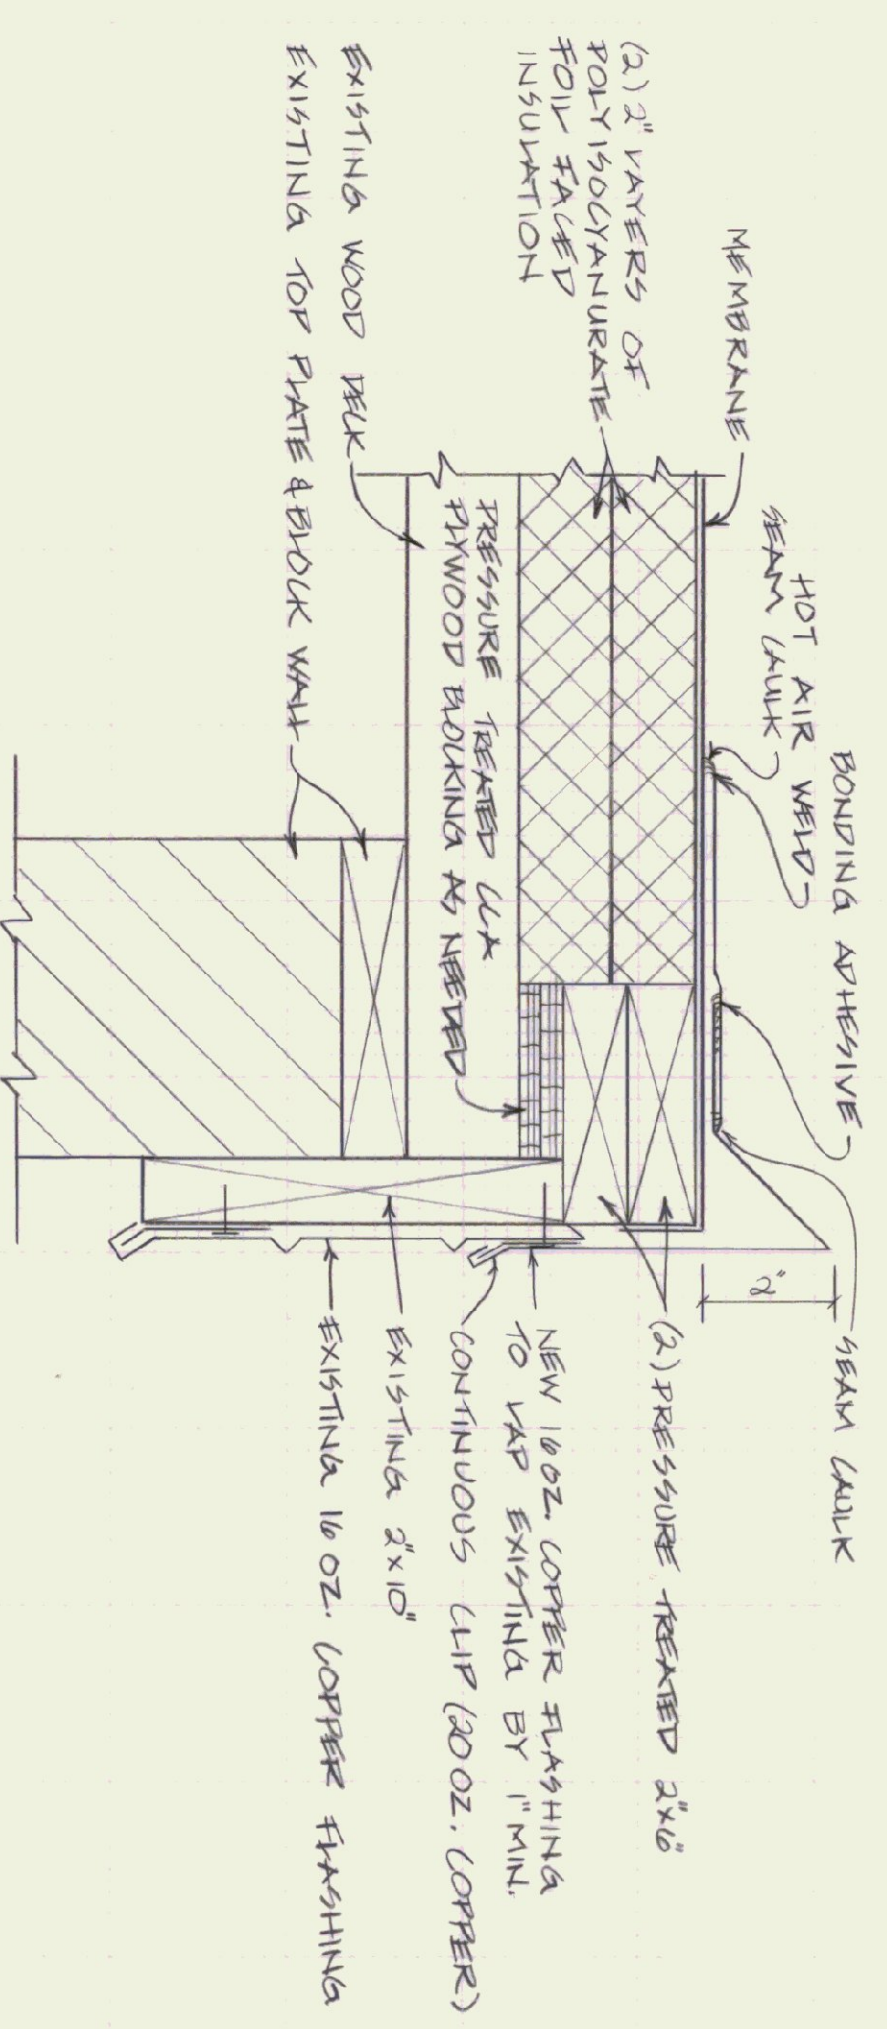 BONDING ADHESIVE
SEAM CAULK
HOT AIR WELD
SEAM CAULK
MEMBRANE
2"
(2) 2" LAYERS OF
POLYISOCYANURATE
FOIL FACED
INSULATION
(2) PRESSURE TREATED 2"x6"
NEW 16 OZ. COPPER FLASHING
TO LAP EXISTING BY 1" MIN.
PRESSURE TREATED CCA
PLYWOOD BLOCKING AS NEEDED
CONTINUOUS CLIP (20 OZ. COPPER)
EXISTING WOOD DECK
EXISTING 2"x10"
EXISTING TOP PLATE & BLOCK WALL
EXISTING 16 OZ. COPPER FLASHING